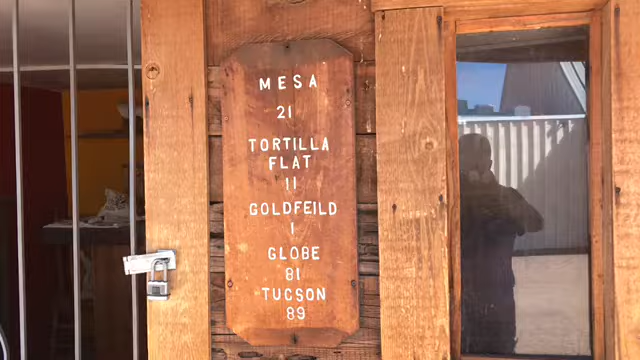 MESA
21
TORTILLA
FLAT
11
GOLDFEILD
1
GLOBE
81
TUCSON
89